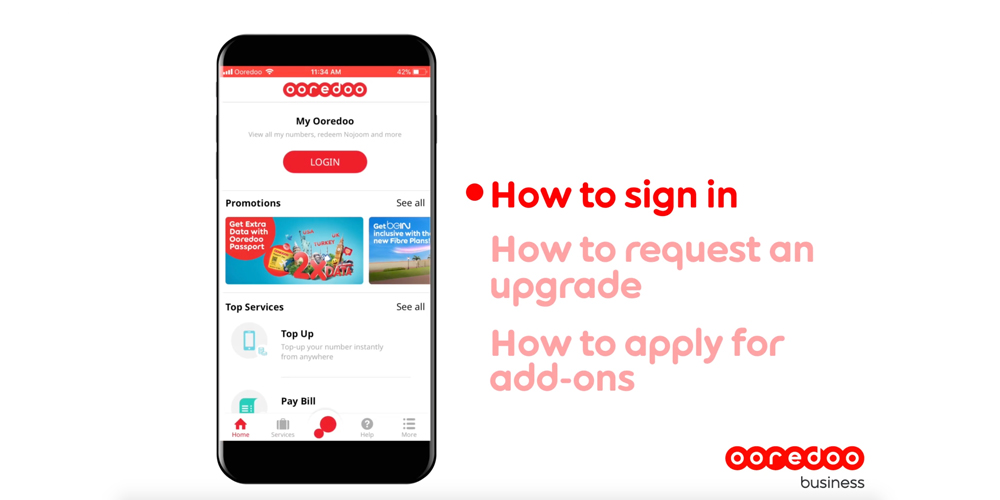 Ooredoo 11:34 AM 42%
ooredoo
My Ooredoo
View all my numbers, redeem Nojoom and more
LOGIN
Promotions See all
Get Extra
Data with
Ooredoo
Passport
USA
UK
TURKEY
2X
DATA
Get beIN
inclusive with the
new Fibre Plans!
Top Services See all
Top Up
Top-up your number instantly
from anywhere
Pay Bill
Home Services Help More
How to sign in
How to request an
upgrade
How to apply for
add-ons
ooredoo
business